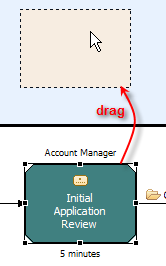 drag
Account Manager
Initial
Application
Review
5 minutes